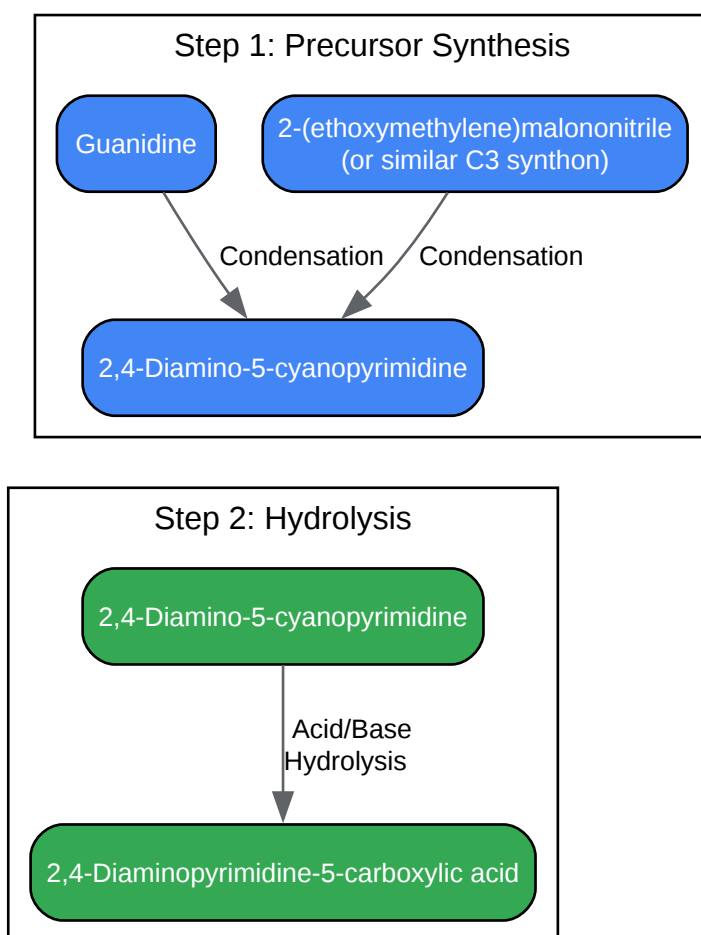 Step 1: Precursor Synthesis
Guanidine
2-(ethoxymethylene)malononitrile
(or similar C3 synthon)
Condensation
Condensation
2,4-Diamino-5-cyanopyrimidine
Step 2: Hydrolysis
2,4-Diamino-5-cyanopyrimidine
Acid/Base
Hydrolysis
2,4-Diaminopyrimidine-5-carboxylic acid